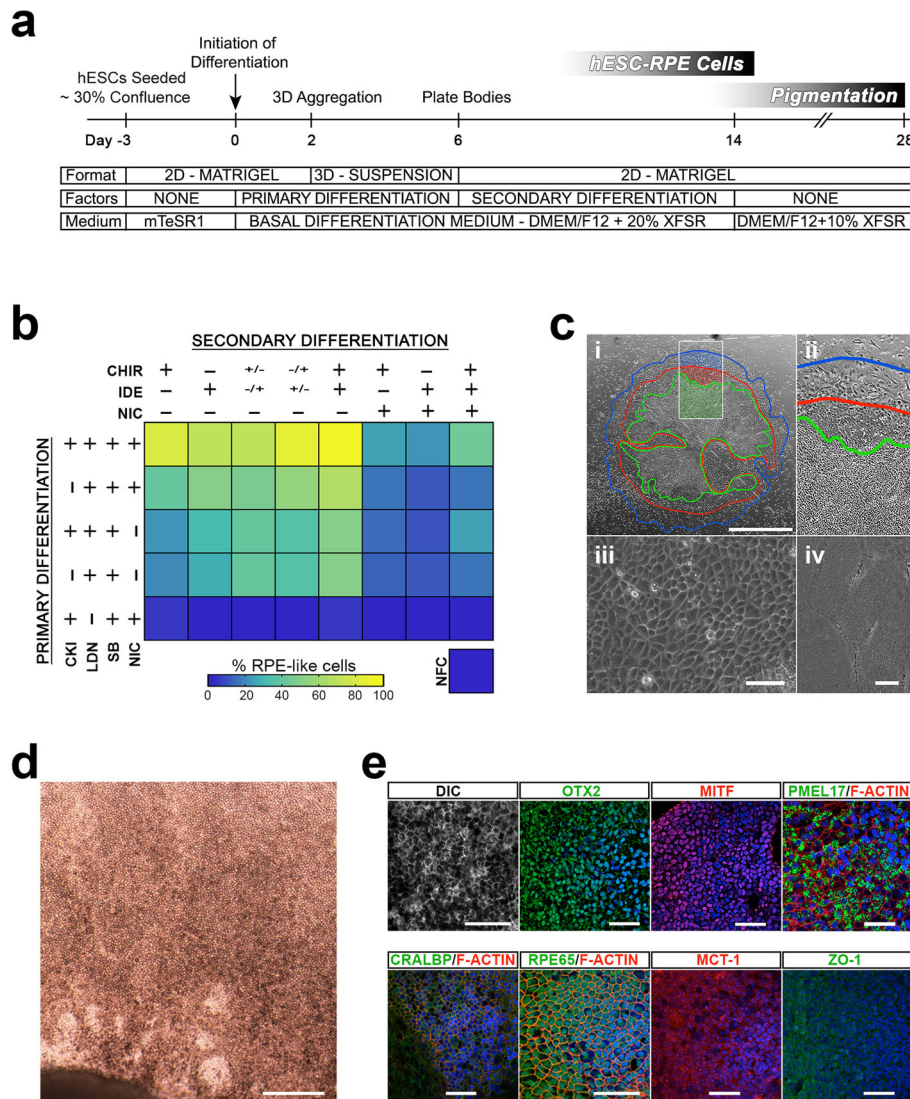 a
Initiation of
Differentiation
hESCs Seeded
~ 30% Confluence
3D Aggregation
Plate Bodies
hESC-RPE Cells
Pigmentation
Day -3 0 2 6 14 28
Format 2D - MATRIGEL 3D - SUSPENSION 2D - MATRIGEL
Factors NONE PRIMARY DIFFERENTIATION SECONDARY DIFFERENTIATION NONE
Medium mTeSR1 BASAL DIFFERENTIATION MEDIUM - DMEM/F12 + 20% XFSR DMEM/F12+10% XFSR
b
SECONDARY DIFFERENTIATION
CHIR + – +/– –/+ + + – +
IDE – + –/+ +/– + – + +
NIC – – – – – + + +
PRIMARY DIFFERENTIATION
+ + + +
– + + +
+ + + –
– + + –
+ – + +
CKI LDN SB NIC
% RPE-like cells
0 20 40 60 80 100
NFC
c
i
ii
iii
iv
d
e
DIC OTX2 MITF PMEL17/F-ACTIN
CRALBP/F-ACTIN RPE65/F-ACTIN MCT-1 ZO-1